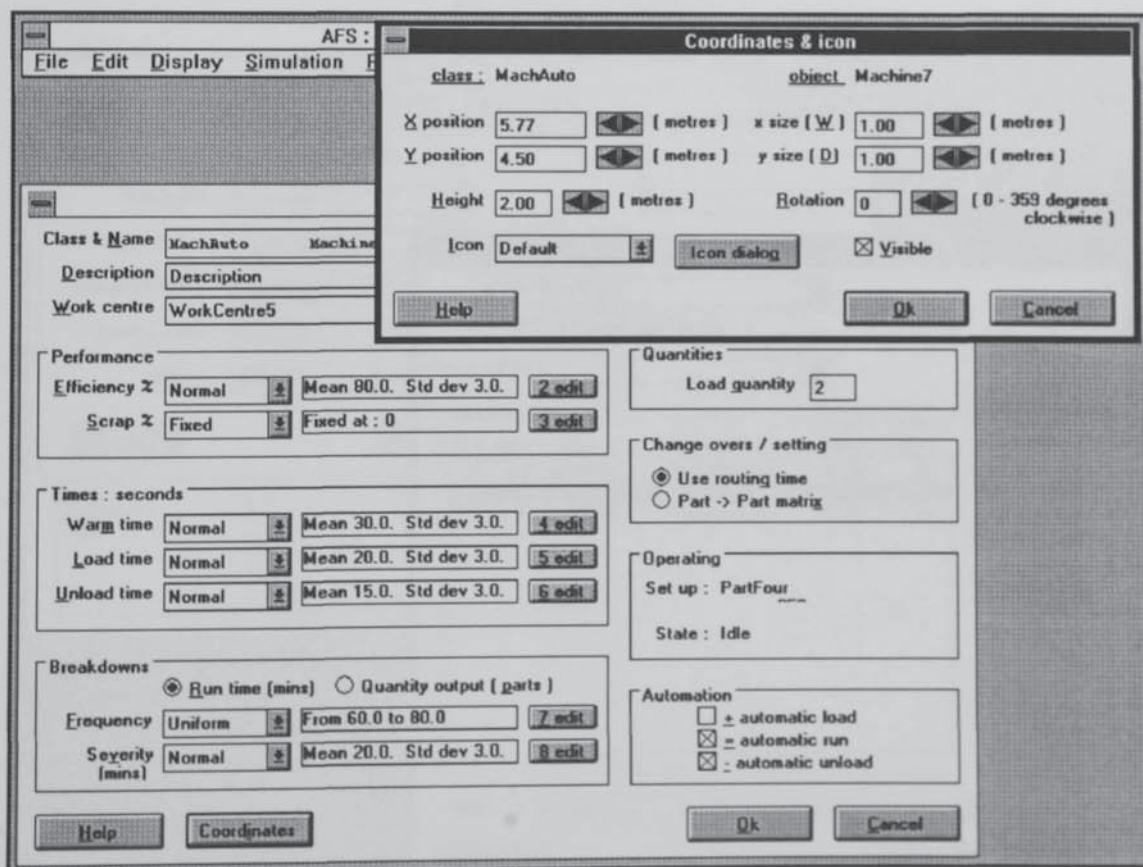 AFS :
File Edit Display Simulation
Coordinates & icon
class : MachAuto object Machine7
X position 5.77 ( metres ) x size ( W ) 1.00 ( metres )
Y position 4.50 ( metres ) y size ( D ) 1.00 ( metres )
Height 2.00 ( metres ) Rotation 0 ( 0 - 359 degrees
clockwise )
Icon Default Icon dialog Visible
Help Ok Cancel
Class & Name MachAuto Machine
Description Description
Work centre WorkCentre5
Performance
Efficiency % Normal Mean 80.0. Std dev 3.0. 2 edit
Scrap % Fixed Fixed at : 0 3 edit
Times : seconds
Warm time Normal Mean 30.0. Std dev 3.0. 4 edit
Load time Normal Mean 20.0. Std dev 3.0. 5 edit
Unload time Normal Mean 15.0. Std dev 3.0. 6 edit
Breakdowns
Run time (mins) Quantity output ( parts )
Frequency Uniform From 60.0 to 80.0 7 edit
Severity Normal Mean 20.0. Std dev 3.0. 8 edit
(mins)
Quantities
Load quantity 2
Change overs / setting
Use routing time
Part -> Part matrix
Operating
Set up : PartFour
State : Idle
Automation
+ automatic load
= automatic run
- automatic unload
Help Coordinates Ok Cancel